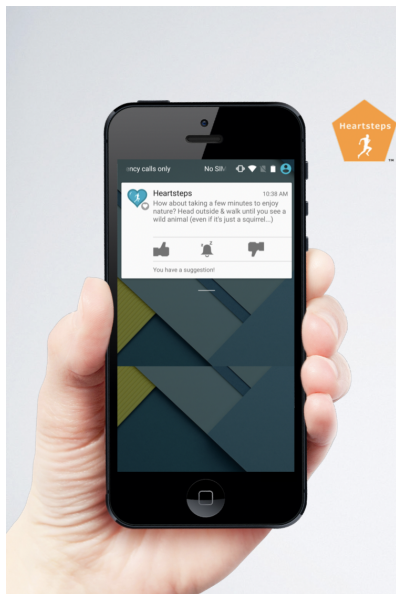 Heartsteps
TM
ency calls only No SIM
Heartsteps 10:38 AM
How about taking a few minutes to enjoy
nature? Head outside & walk until you see a
wild animal (even if it's just a squirrel...)
z z
You have a suggestion!